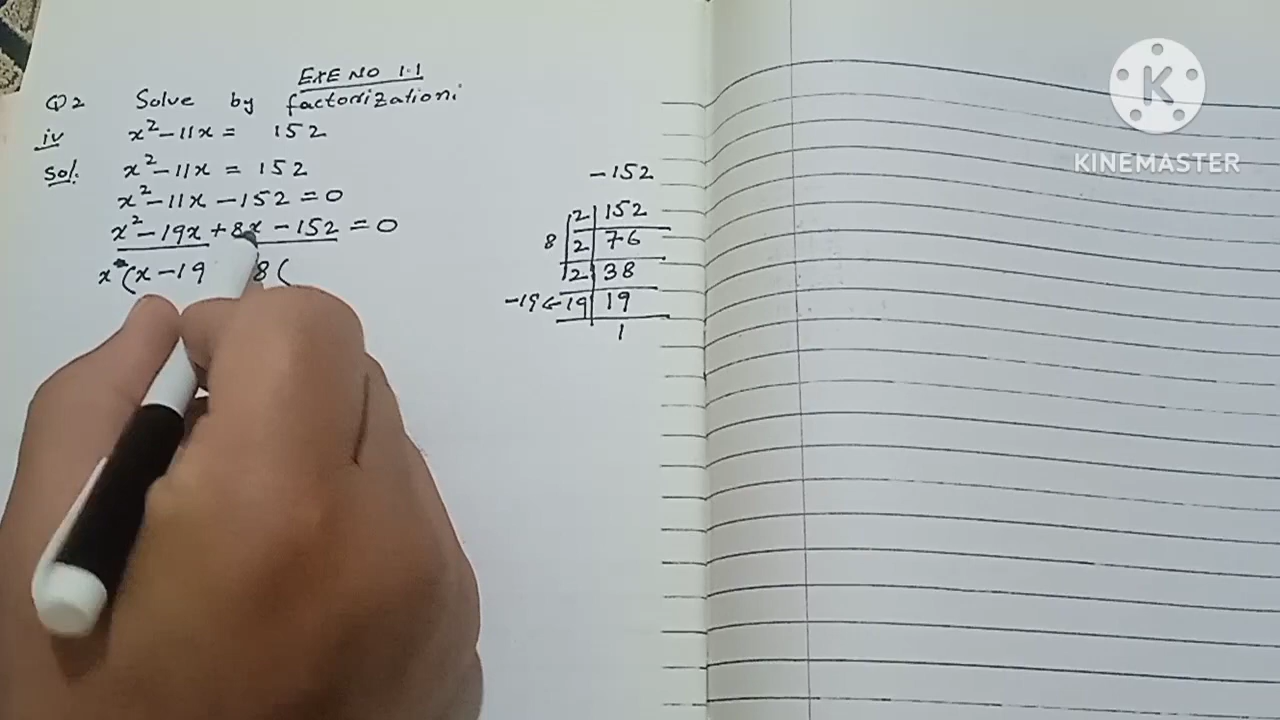 EXE NO 1.1
Q2 Solve by factorization:
iv x² - 11x = 152
Sol: x² - 11x = 152
x² - 11x - 152 = 0
x² - 19x + 8x - 152 = 0
x(x - 19 8(
-152
2 | 152
8 2 | 76
2 | 38
-19 ← 19 | 19
1
K
KINEMASTER